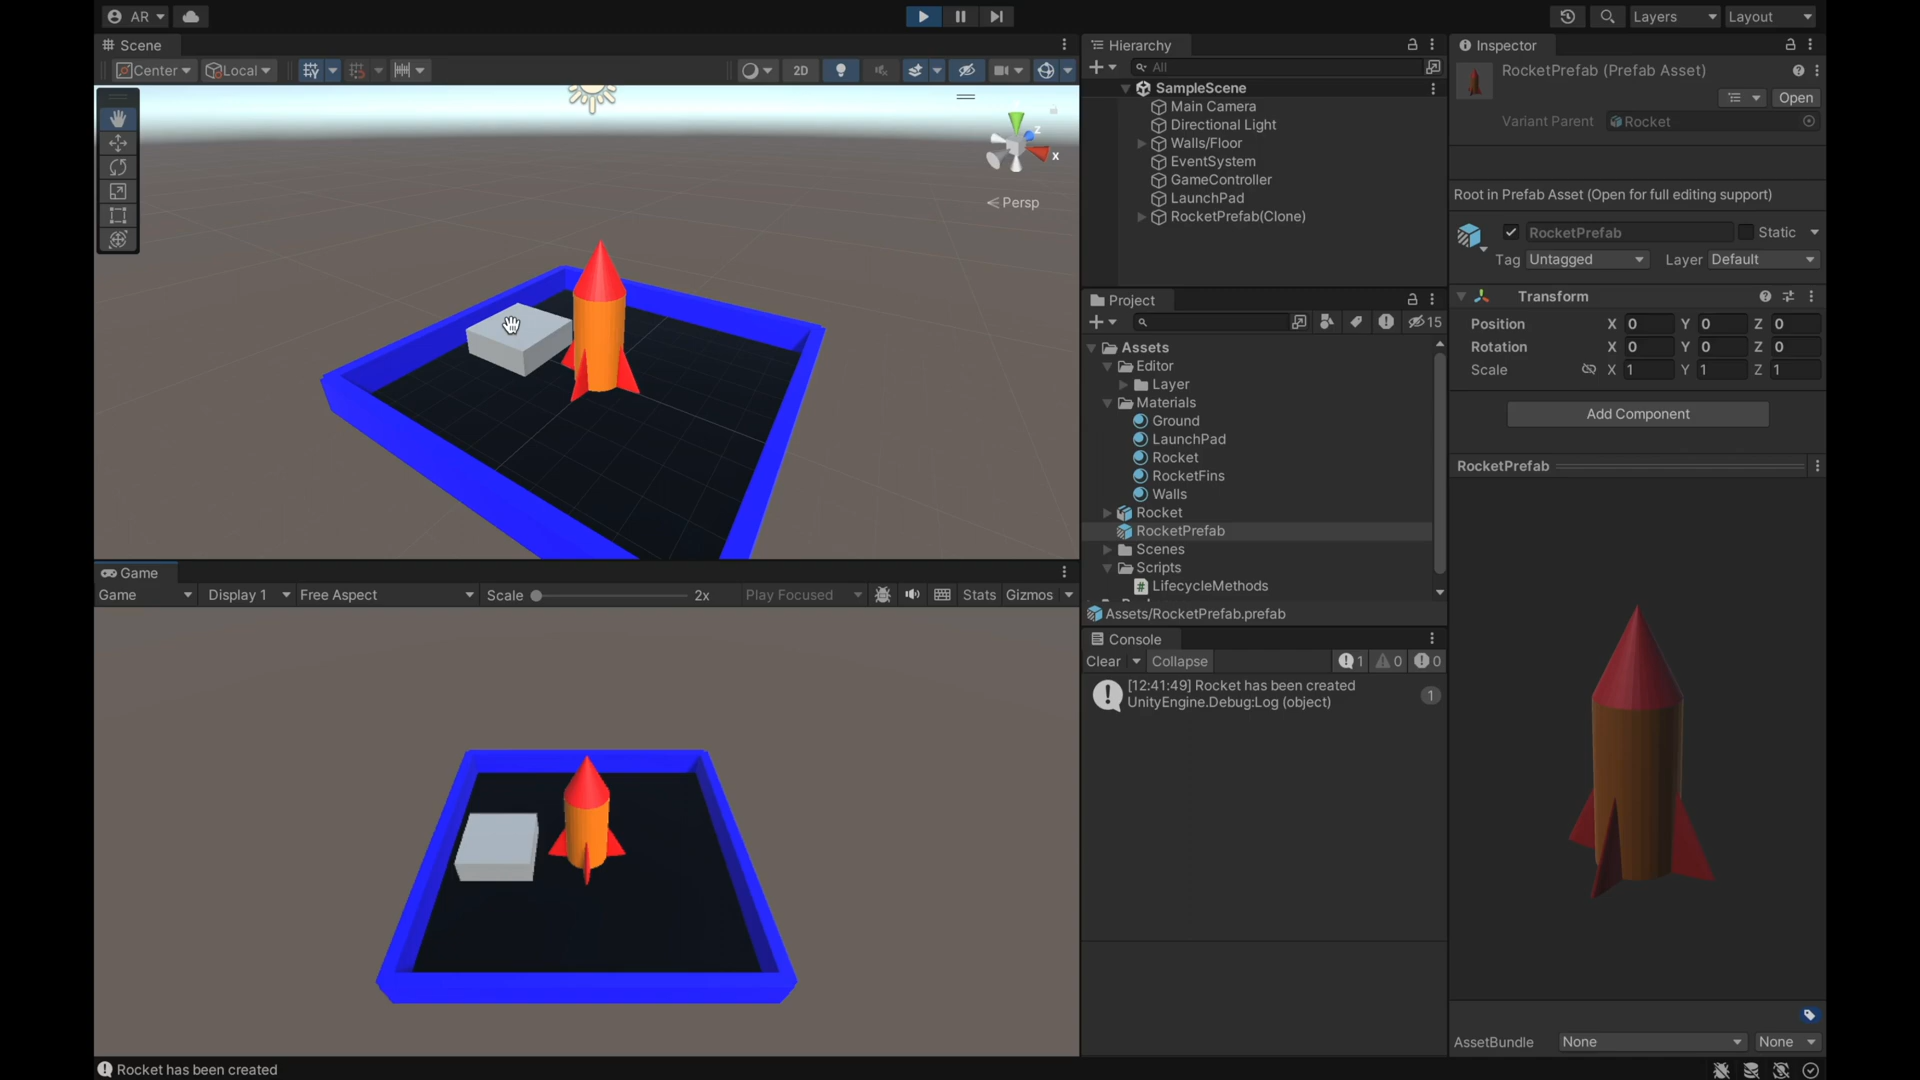 AR
Layers
Layout
Scene
Center
Local
2D
z
x
Persp
Game
Game
Display 1
Free Aspect
Scale
2x
Play Focused
Stats
Gizmos
Hierarchy
All
SampleScene
Main Camera
Directional Light
Walls/Floor
EventSystem
GameController
LaunchPad
RocketPrefab(Clone)
Project
15
Assets
Editor
Layer
Materials
Ground
LaunchPad
Rocket
RocketFins
Walls
Rocket
RocketPrefab
Scenes
Scripts
LifecycleMethods
Assets/RocketPrefab.prefab
Console
Clear
Collapse
1
0
0
[12:41:49] Rocket has been created
UnityEngine.Debug:Log (object)
1
Inspector
RocketPrefab (Prefab Asset)
Open
Variant Parent
Rocket
Root in Prefab Asset (Open for full editing support)
RocketPrefab
Static
Tag Untagged
Layer Default
Transform
Position X 0 Y 0 Z 0
Rotation X 0 Y 0 Z 0
Scale X 1 Y 1 Z 1
Add Component
RocketPrefab
AssetBundle None None
Rocket has been created